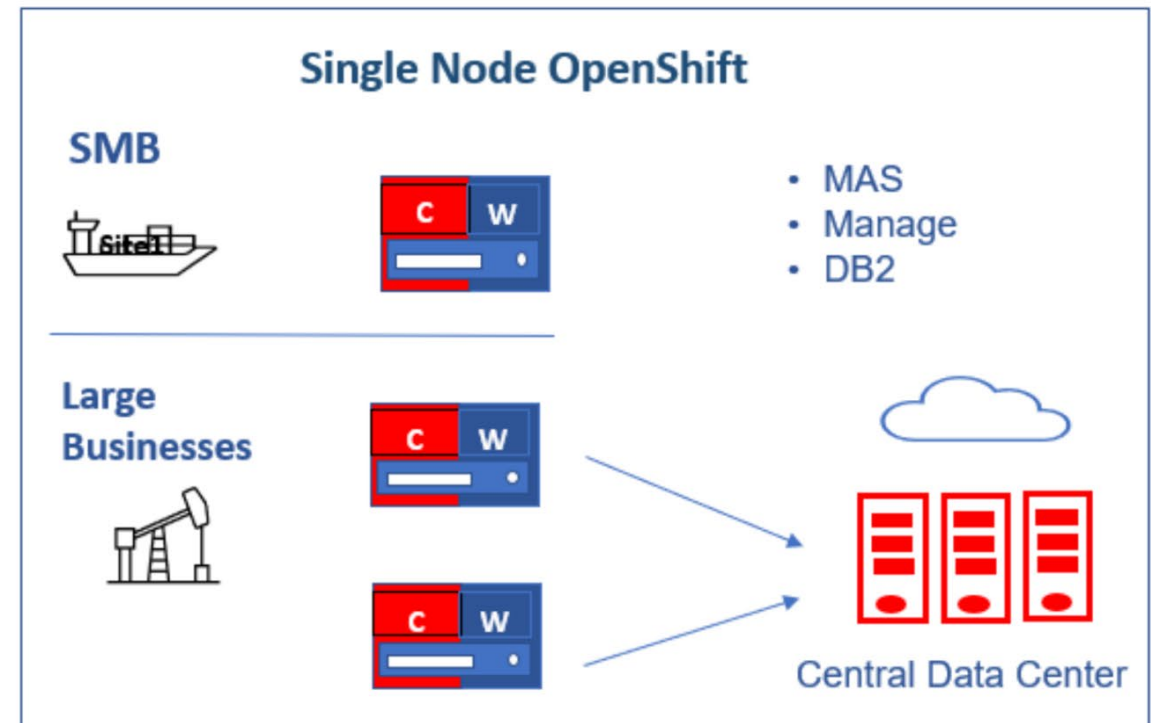 Single Node OpenShift
SMB
Site1
C W
• MAS
• Manage
• DB2
Large
Businesses
C W
C W
Central Data Center